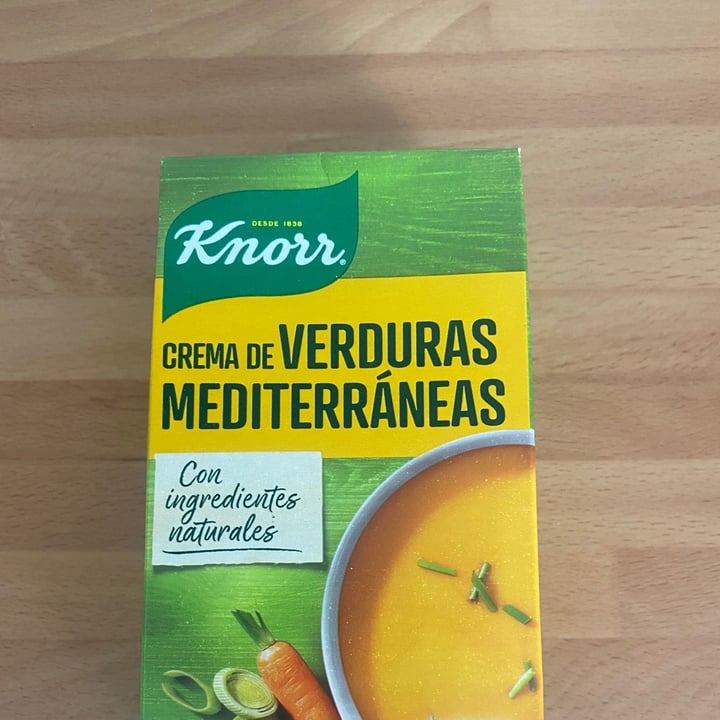 DESDE 1838
Knorr
CREMA DE VERDURAS
MEDITERRÁNEAS
Con
ingredientes
naturales